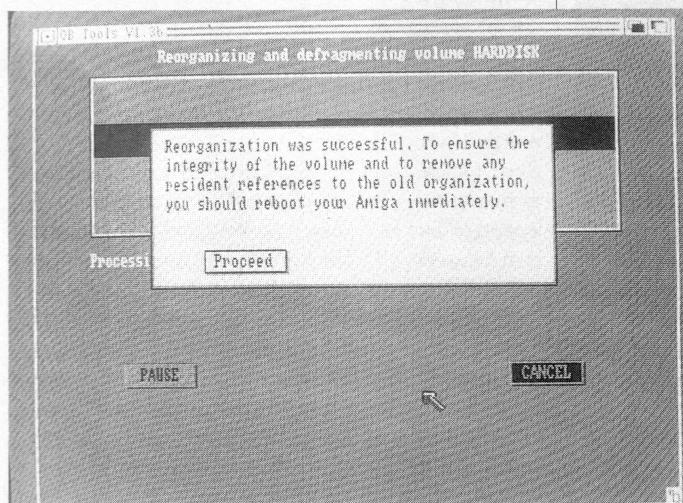 Tools V1.3b
Reorganizing and defragmenting volume HARDDISK
Reorganization was successful. To ensure the
integrity of the volume and to remove any
resident references to the old organization,
you should reboot your Amiga immediately.
Processi
Proceed
PAUSE
CANCEL